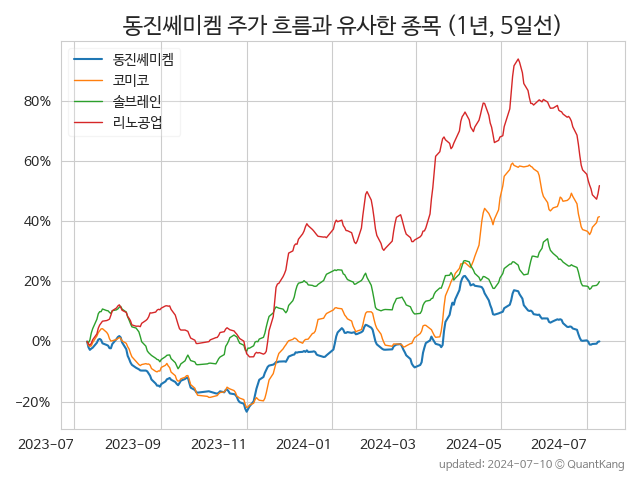 동진쎄미켐 주가 흐름과 유사한 종목 (1년, 5일선)
동진쎄미켐
코미코
솔브레인
리노공업
80%
60%
40%
20%
0%
−20%
2023-07 2023-09 2023-11 2024-01 2024-03 2024-05 2024-07
updated: 2024-07-10 © QuantKang